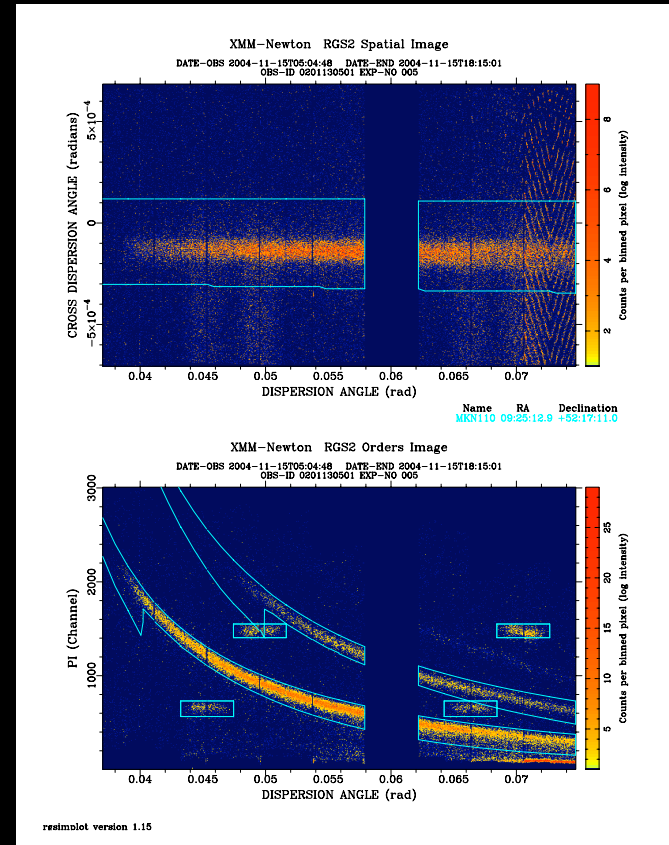 XMM-Newton RGS2 Spatial Image
DATE-OBS 2004-11-15T05:04:48 DATE-END 2004-11-15T18:15:01
OBS-ID 0201130501 EXP-NO 005
CROSS DISPERSION ANGLE (radians)
5×10⁻⁴
0
−5×10⁻⁴
0.04 0.045 0.05 0.055 0.06 0.065 0.07
DISPERSION ANGLE (rad)
8
6
4
2
Counts per binned pixel (log intensity)
Name RA Declination
MKN110 09:25:12.9 +52:17:11.0
XMM-Newton RGS2 Orders Image
DATE-OBS 2004-11-15T05:04:48 DATE-END 2004-11-15T18:15:01
OBS-ID 0201130501 EXP-NO 005
PI (Channel)
3000
2000
1000
0.04 0.045 0.05 0.055 0.06 0.065 0.07
DISPERSION ANGLE (rad)
25
20
15
10
5
Counts per binned pixel (log intensity)
rgsimplot version 1.15